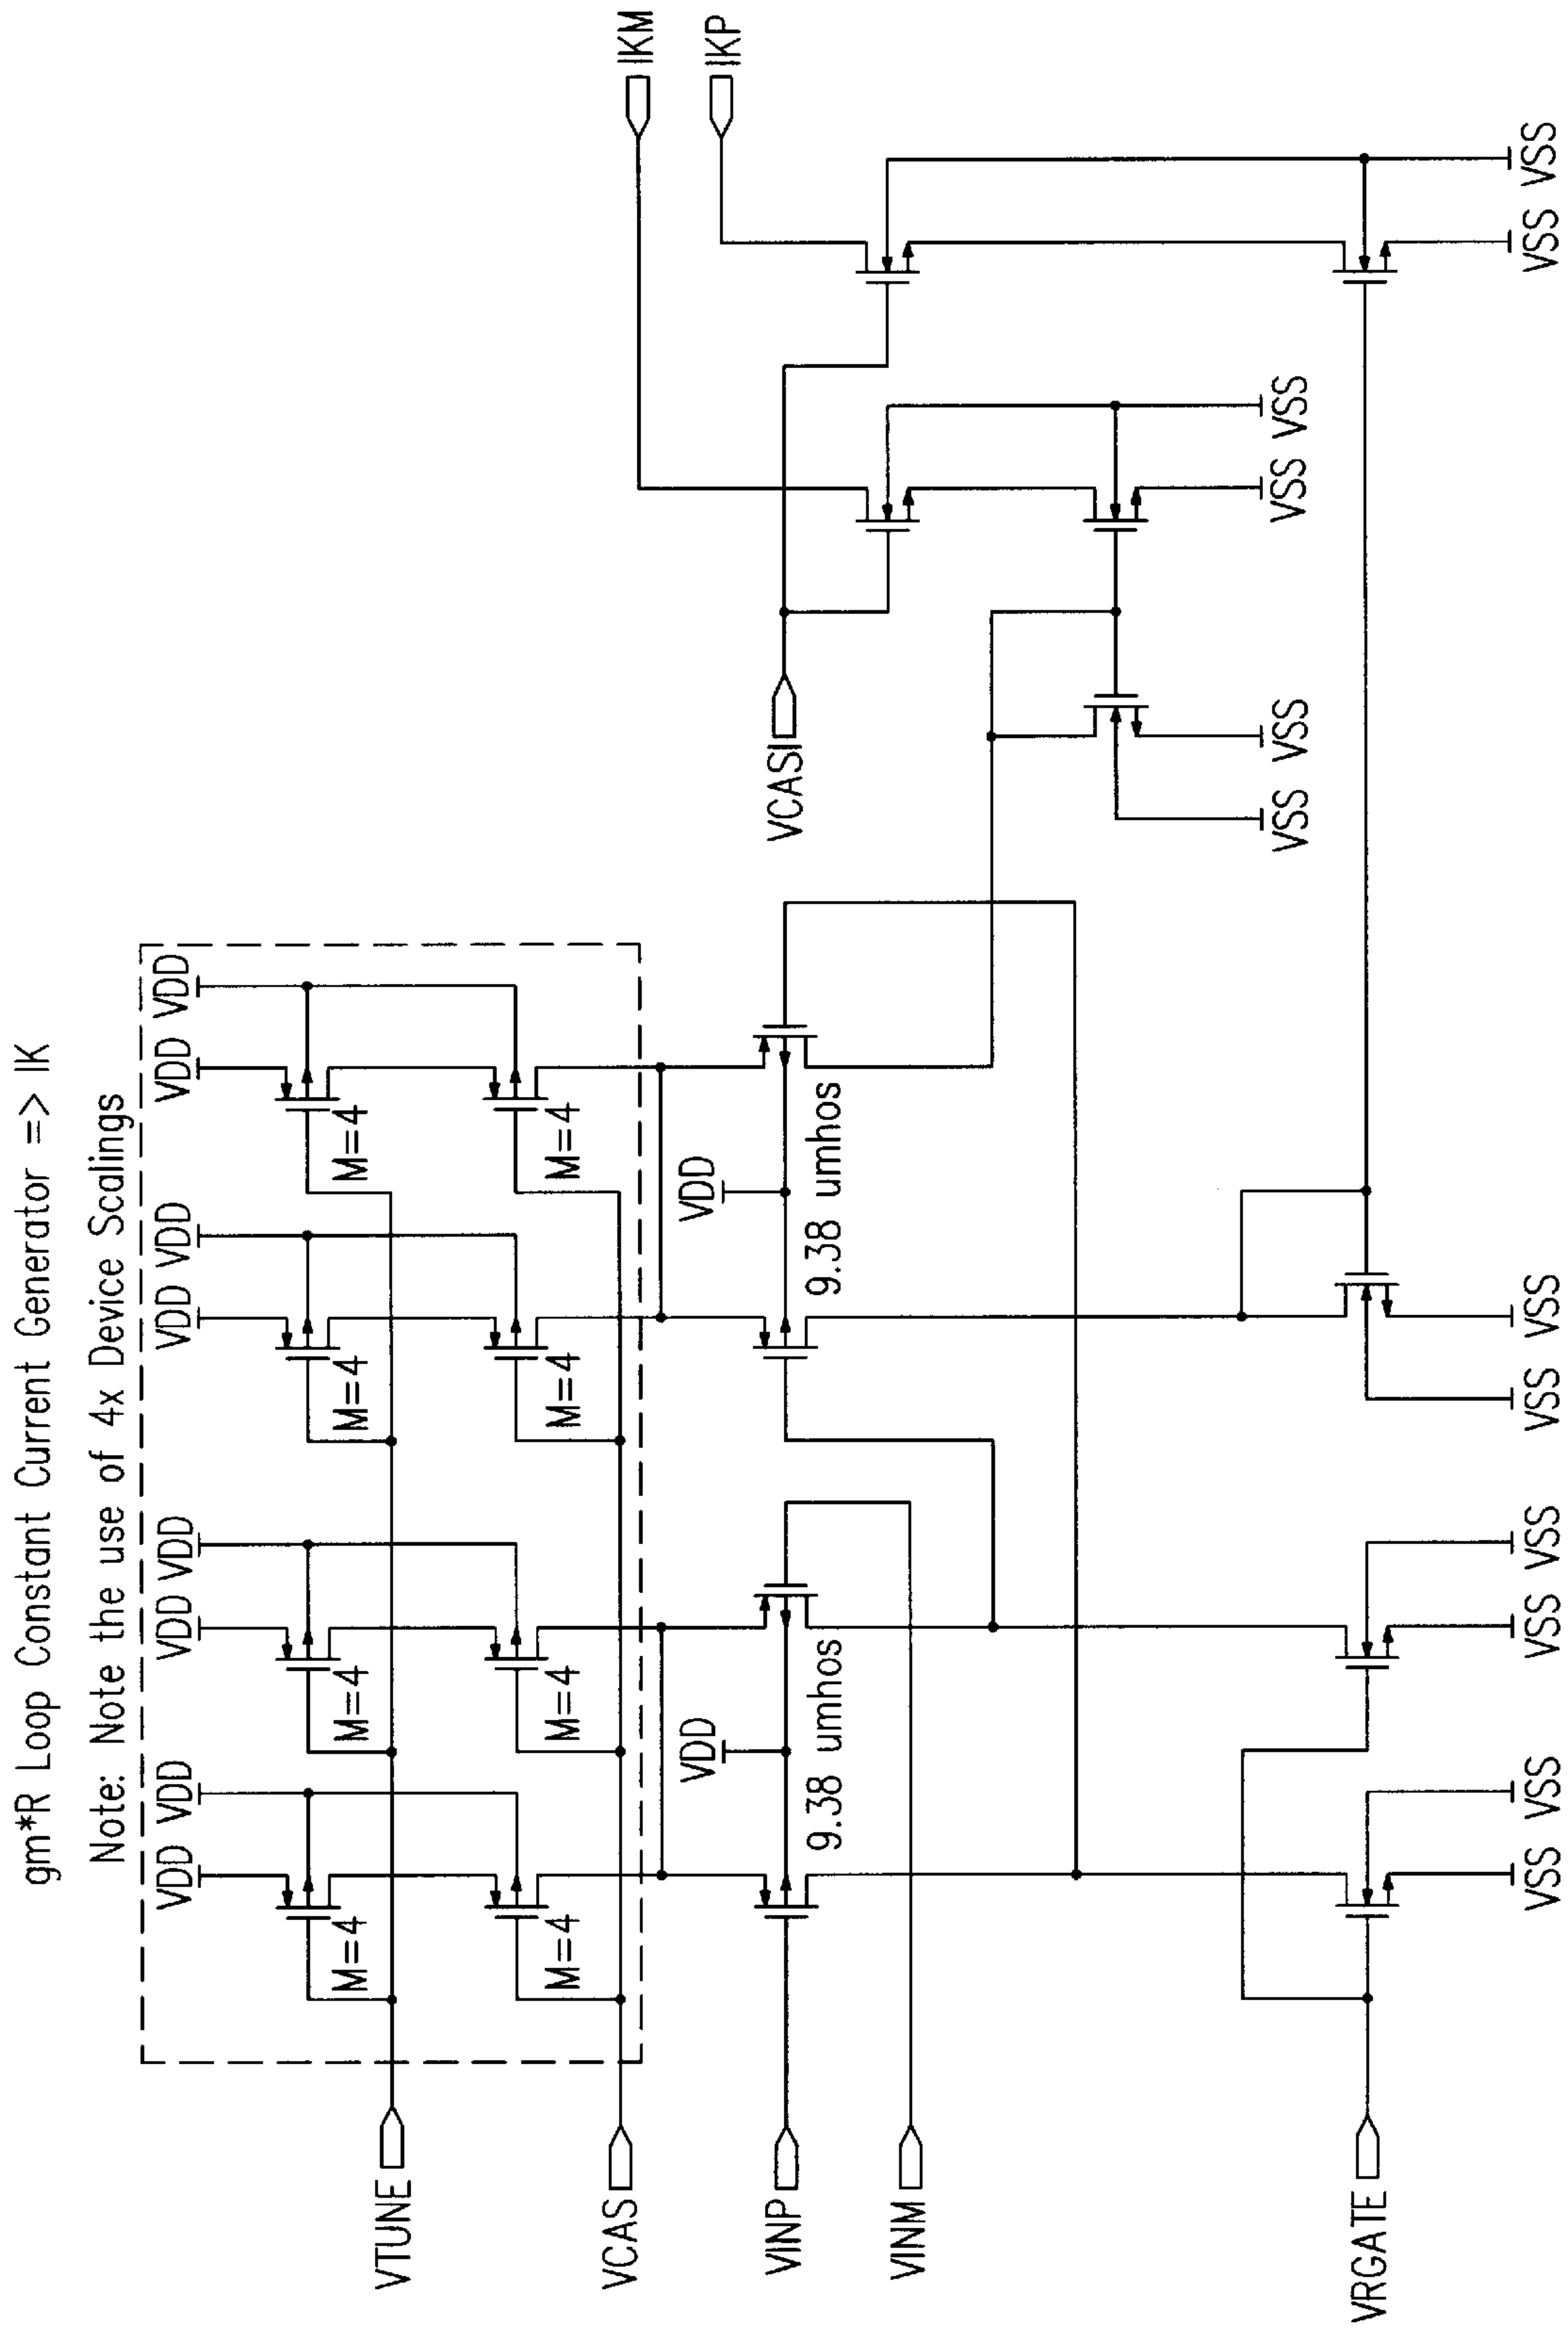 gm*R Loop Constant Current Generator => IK
Note: Note the use of 4x Device Scalings
VDD VDD VDD VDD VDD VDD VDD VDD
M=4 M=4 M=4 M=4
VTUNE
M=4 M=4 M=4 M=4
VCAS
IKM
VDD VDD
IKP
VINP
VCASI
9.38 umhos 9.38 umhos
VINM
VSS VSS VSS VSS
VRGATE
VSS VSS VSS VSS VSS VSS VSS VSS